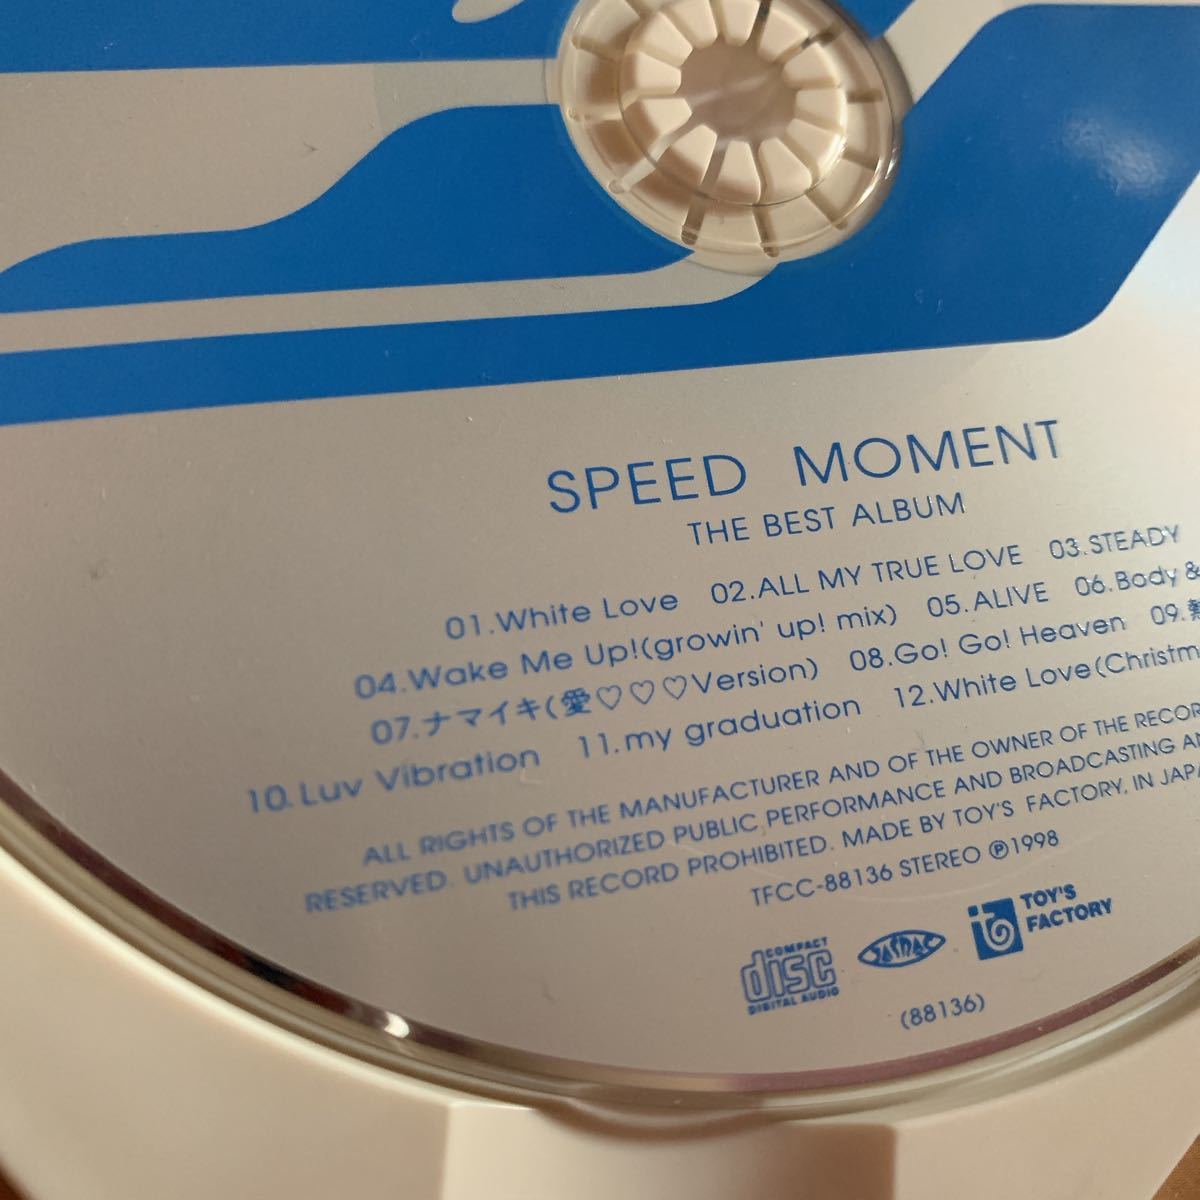 SPEED MOMENT
THE BEST ALBUM
01.White Love 02.ALL MY TRUE LOVE 03.STEADY
04.Wake Me Up!(growin' up! mix) 05.ALIVE 06.Body &
07.ナマイキ(愛♡♡♡Version) 08.Go! Go! Heaven 09.
10.Luv Vibration 11.my graduation 12.White Love(Christm
ALL RIGHTS OF THE MANUFACTURER AND OF THE OWNER OF THE RECOR
RESERVED. UNAUTHORIZED PUBLIC PERFORMANCE AND BROADCASTING AN
THIS RECORD PROHIBITED. MADE BY TOY'S FACTORY. IN JAPA
TFCC-88136 STEREO ℗1998
COMPACT disc DIGITAL AUDIO
JASRAC
TOY'S FACTORY
(88136)